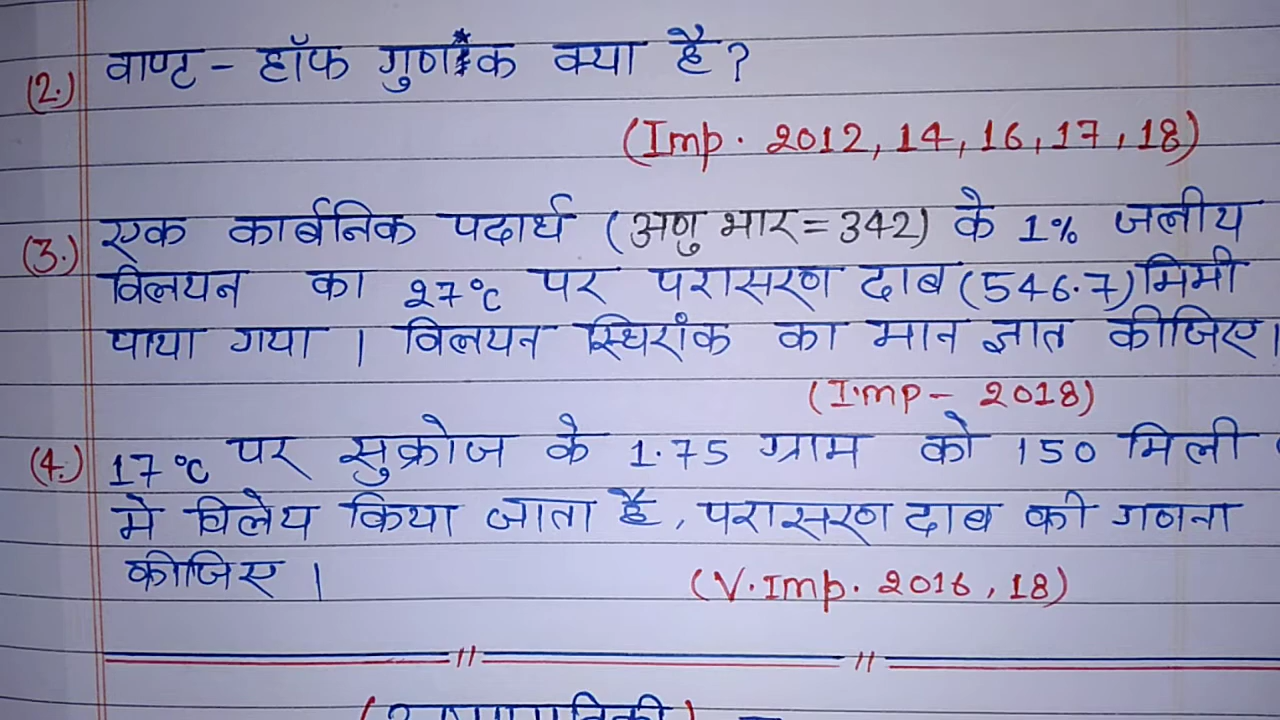 (2.) वाण्ट - हॉफ गुणांक क्या है?
(Imp. 2012, 14, 16, 17, 18)
(3.) एक कार्बनिक पदार्थ (अणु भार = 342) के 1% जलीय
विलयन का 27°C पर परासरण दाब (546.7) मिमी
पाया गया । विलयन स्थिरांक का मान ज्ञात कीजिए।
(I.mp - 2018)
(4.) 17°C पर सुक्रोज के 1.75 ग्राम को 150 मिली
मे विलेय किया जाता है, परासरण दाब की गणना
कीजिए ।
(V.Imp. 2016, 18)